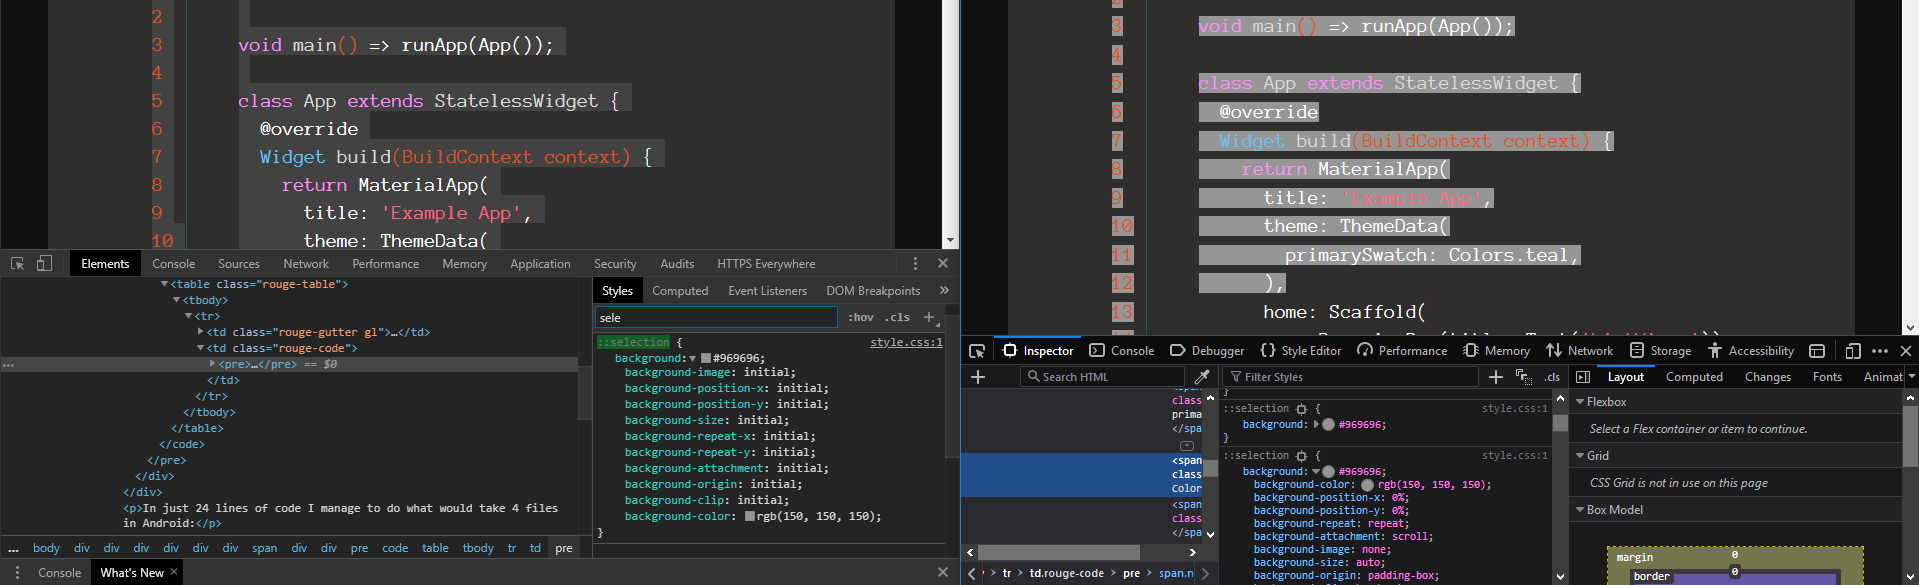 2
3 void main() => runApp(App());
4
5 class App extends StatelessWidget {
6 @override
7 Widget build(BuildContext context) {
8 return MaterialApp(
9 title: 'Example App',
10 theme: ThemeData(
Elements Console Sources Network Performance Memory Application Security Audits HTTPS Everywhere
<table class="rouge-table">
<tbody>
<tr>
<td class="rouge-gutter gl">…</td>
<td class="rouge-code">
<pre>…</pre> == $0
</td>
</tr>
</tbody>
</table>
</code>
</pre>
</div>
</div>
<p>In just 24 lines of code I manage to do what would take 4 files
in Android:</p>
... body div div div div div div span div div pre code table tbody tr td pre
Console What's New ×
Styles Computed Event Listeners DOM Breakpoints »
sele :hov .cls +
::selection { style.css:1
background: #969696;
background-image: initial;
background-position-x: initial;
background-position-y: initial;
background-size: initial;
background-repeat-x: initial;
background-repeat-y: initial;
background-attachment: initial;
background-origin: initial;
background-clip: initial;
background-color: rgb(150, 150, 150);
}
3 void main() => runApp(App());
4
5 class App extends StatelessWidget {
6 @override
7 Widget build(BuildContext context) {
8 return MaterialApp(
9 title: 'Example App',
10 theme: ThemeData(
11 primarySwatch: Colors.teal,
12 ),
13 home: Scaffold(
Inspector Console Debugger {} Style Editor Performance Memory Network Storage Accessibility
+ Search HTML
class
prima
</spa
<span
class
Color
<span
class
</spa
tr td.rouge-code pre span.n
Filter Styles + .cls
}
::selection { style.css:1
background: #969696;
}
::selection { style.css:1
background: #969696;
background-color: rgb(150, 150, 150);
background-position-x: 0%;
background-position-y: 0%;
background-repeat: repeat;
background-attachment: scroll;
background-image: none;
background-size: auto;
background-origin: padding-box;
Layout Computed Changes Fonts Animat
Flexbox
Select a Flex container or item to continue.
Grid
CSS Grid is not in use on this page
Box Model
margin 0
border 0